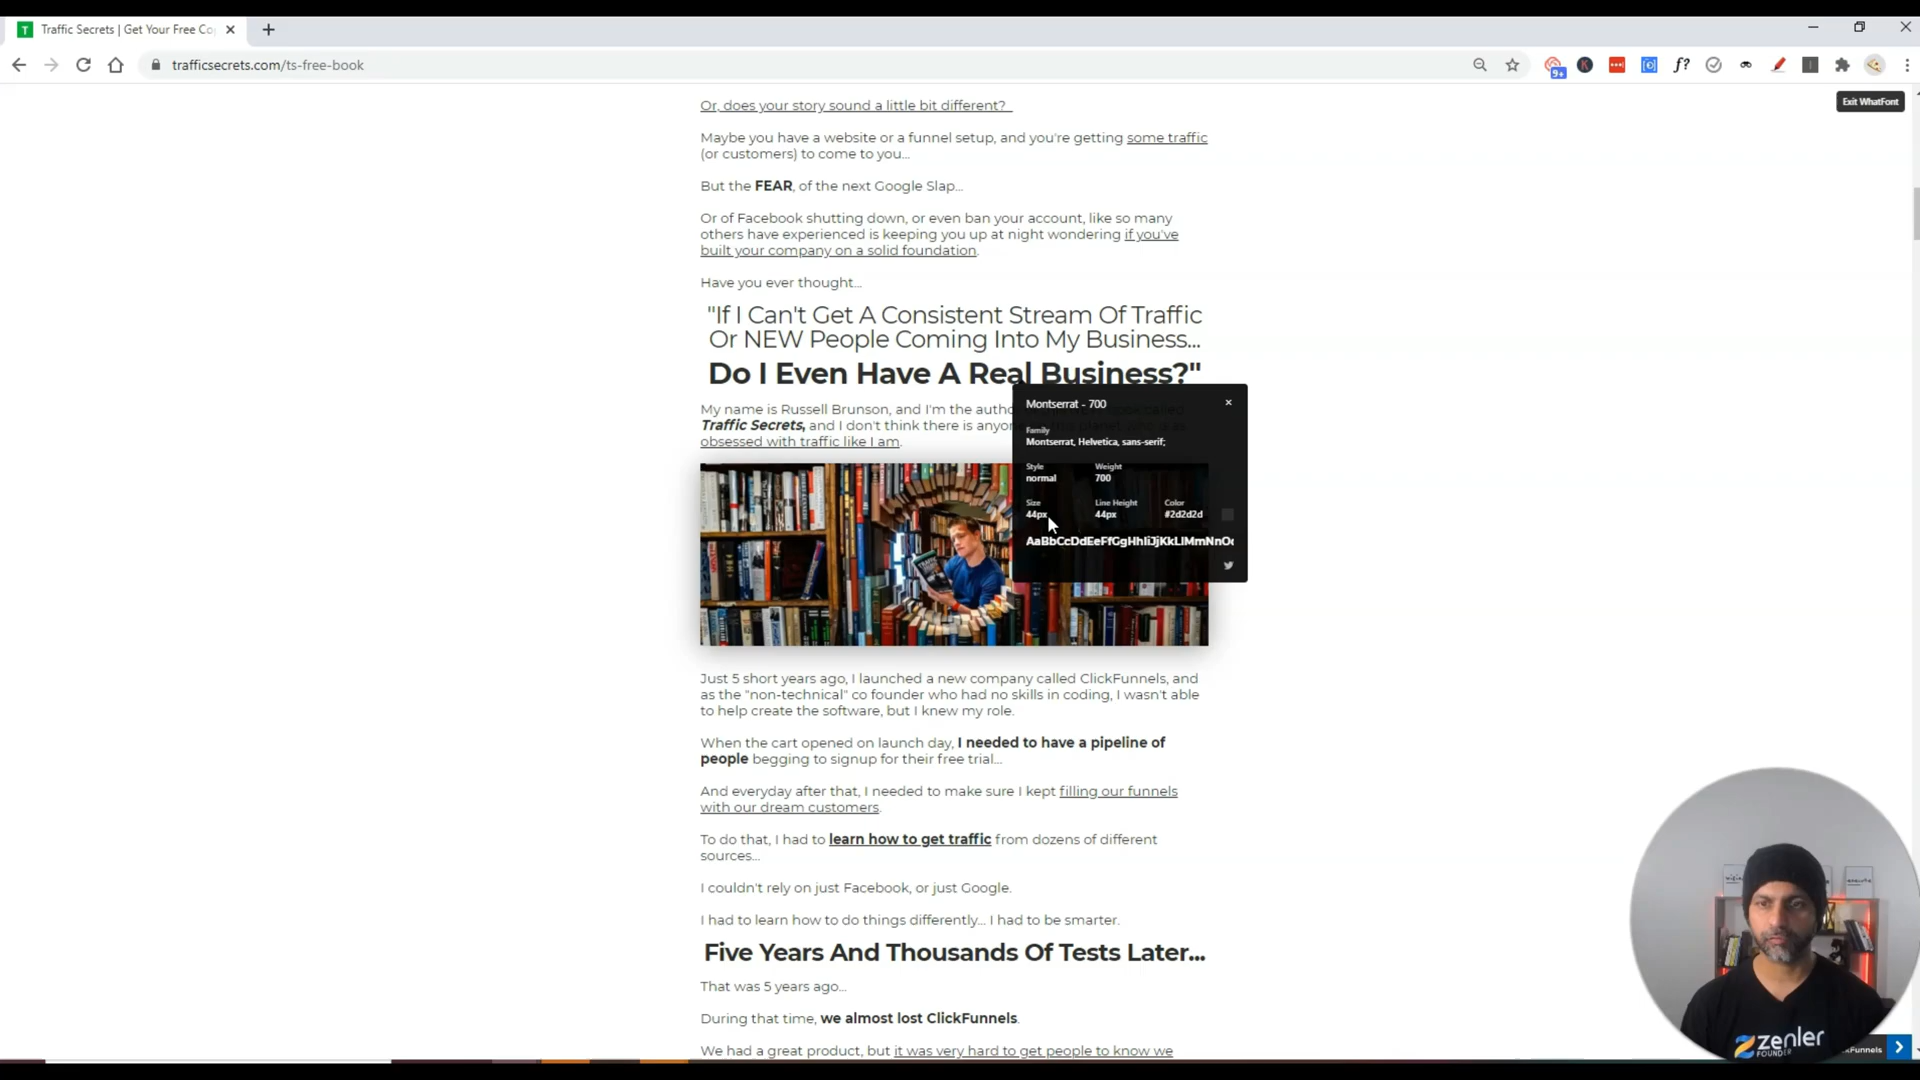 Traffic Secrets | Get Your Free Co
trafficsecrets.com/ts-free-book
9+
Exit WhatFont
Or, does your story sound a little bit different?
Maybe you have a website or a funnel setup, and you're getting some traffic
(or customers) to come to you...
But the FEAR, of the next Google Slap...
Or of Facebook shutting down, or even ban your account, like so many
others have experienced is keeping you up at night wondering if you've
built your company on a solid foundation.
Have you ever thought...
"If I Can't Get A Consistent Stream Of Traffic
Or NEW People Coming Into My Business...
Do I Even Have A Real Business?"
My name is Russell Brunson, and I'm the autho
Traffic Secrets, and I don't think there is anyon
obsessed with traffic like I am.
Montserrat - 700
Family
Montserrat, Helvetica, sans-serif;
Style
Weight
normal
700
Size
Line Height
Color
44px
44px
#2d2d2d
AaBbCcDdEeFfGgHhIiJjKkLlMmNnOo
Just 5 short years ago, I launched a new company called ClickFunnels, and
as the "non-technical" co founder who had no skills in coding, I wasn't able
to help create the software, but I knew my role.
When the cart opened on launch day, I needed to have a pipeline of
people begging to signup for their free trial...
And everyday after that, I needed to make sure I kept filling our funnels
with our dream customers.
To do that, I had to learn how to get traffic from dozens of different
sources...
I couldn't rely on just Facebook, or just Google.
I had to learn how to do things differently... I had to be smarter.
Five Years And Thousands Of Tests Later...
That was 5 years ago...
During that time, we almost lost ClickFunnels.
We had a great product, but it was very hard to get people to know we
zenler
FOUNDER
kFunnels